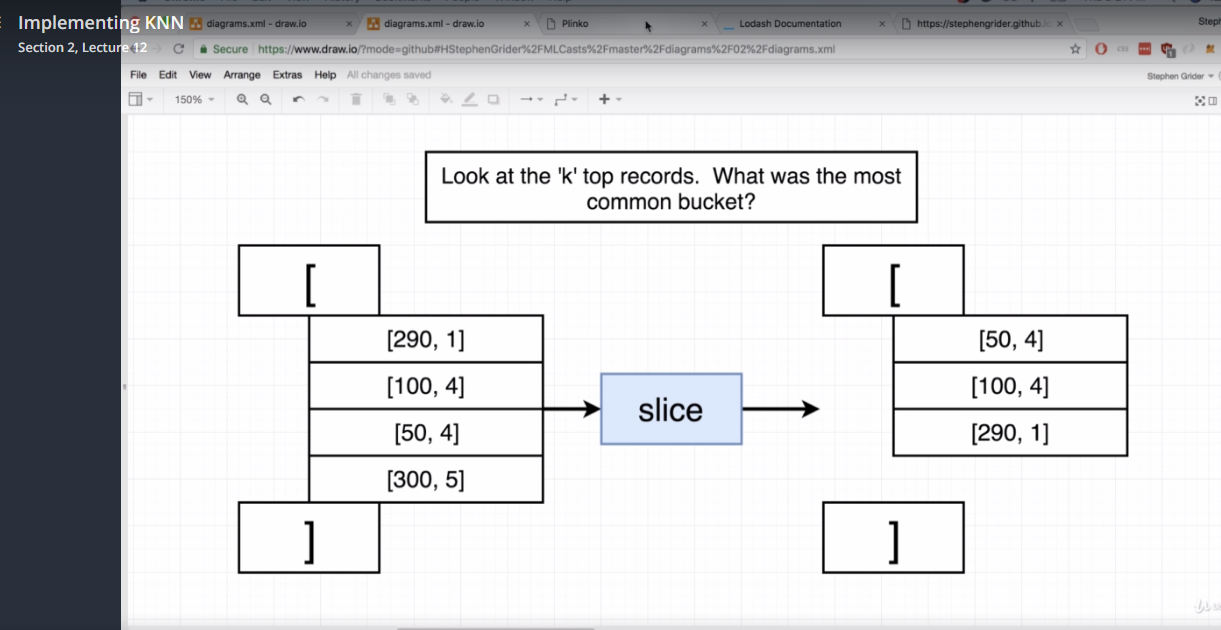 Implementing KNN
Section 2, Lecture 12
diagrams.xml - draw.io
diagrams.xml - draw.io
Plinko
Lodash Documentation
https://stephengrider.github.
Secure https://www.draw.io/?mode=github#HStephenGrider%2FMLCasts%2Fmaster%2Fdiagrams%2F02%2Fdiagrams.xml
File Edit View Arrange Extras Help All changes saved
Stephen Grider
150%
Look at the 'k' top records. What was the most
common bucket?
[
[290, 1]
[100, 4]
[50, 4]
[300, 5]
]
slice
[
[50, 4]
[100, 4]
[290, 1]
]